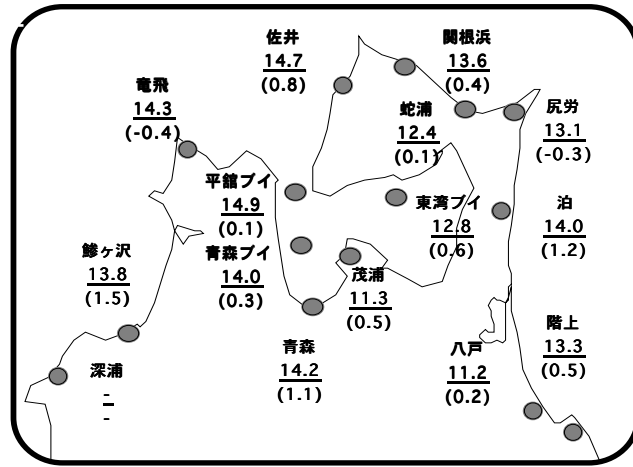 佐井
14.7
(0.8)
関根浜
13.6
(0.4)
竜飛
14.3
(-0.4)
蛇浦
12.4
(0.1)
尻労
13.1
(-0.3)
平舘ブイ
14.9
(0.1)
東湾ブイ
12.8
(0.6)
泊
14.0
(1.2)
鰺ヶ沢
13.8
(1.5)
青森ブイ
14.0
(0.3)
茂浦
11.3
(0.5)
階上
13.3
(0.5)
青森
14.2
(1.1)
八戸
11.2
(0.2)
深浦
-
-